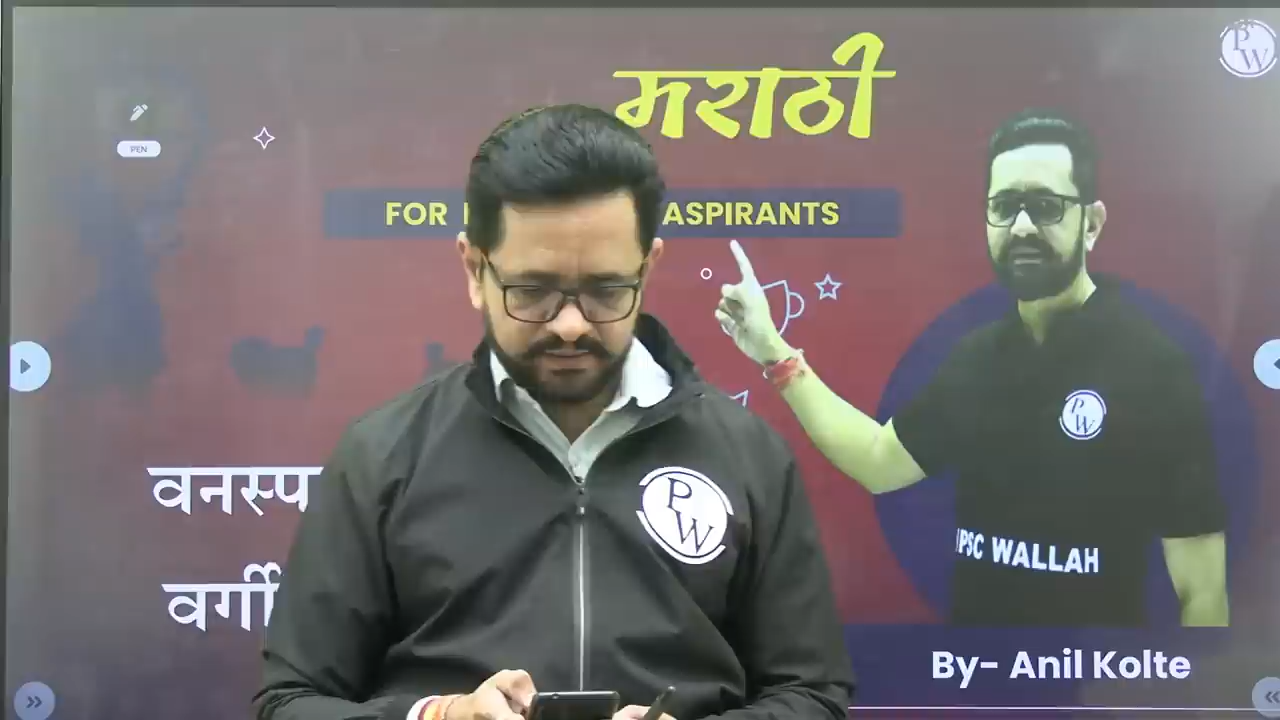 मराठी
PW
PEN
FOR ASPIRANTS
PW
PW
वनस्प
PSC WALLAH
वर्गी
By- Anil Kolte